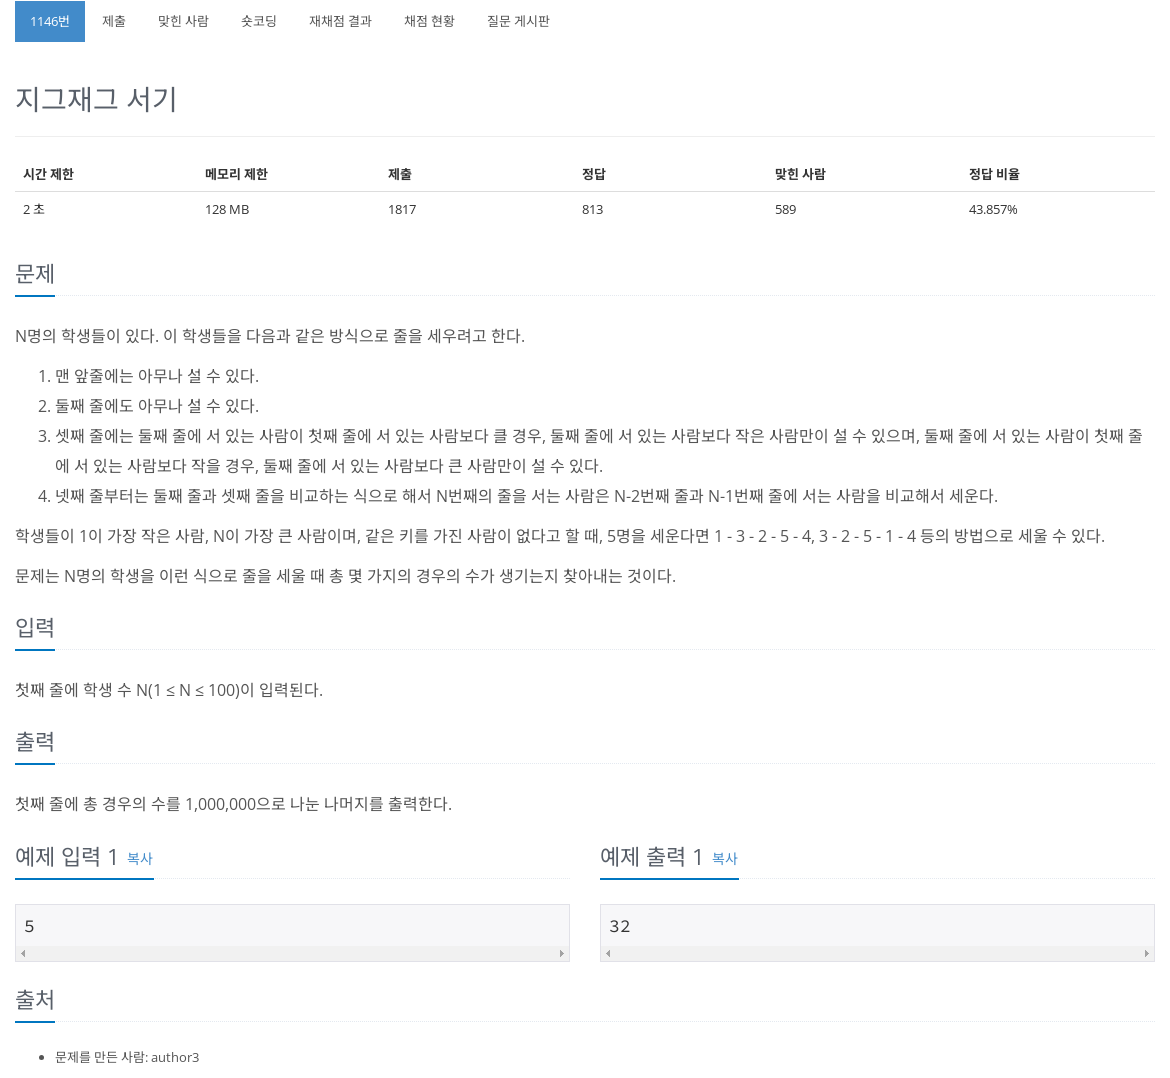 1146번 제출 맞힌 사람 숏코딩 재채점 결과 채점 현황 질문 게시판
지그재그 서기
시간 제한 메모리 제한 제출 정답 맞힌 사람 정답 비율
2 초 128 MB 1817 813 589 43.857%
문제
N명의 학생들이 있다. 이 학생들을 다음과 같은 방식으로 줄을 세우려고 한다.
1. 맨 앞줄에는 아무나 설 수 있다.
2. 둘째 줄에도 아무나 설 수 있다.
3. 셋째 줄에는 둘째 줄에 서 있는 사람이 첫째 줄에 서 있는 사람보다 클 경우, 둘째 줄에 서 있는 사람보다 작은 사람만이 설 수 있으며, 둘째 줄에 서 있는 사람이 첫째 줄
에 서 있는 사람보다 작을 경우, 둘째 줄에 서 있는 사람보다 큰 사람만이 설 수 있다.
4. 넷째 줄부터는 둘째 줄과 셋째 줄을 비교하는 식으로 해서 N번째의 줄을 서는 사람은 N-2번째 줄과 N-1번째 줄에 서는 사람을 비교해서 세운다.
학생들이 1이 가장 작은 사람, N이 가장 큰 사람이며, 같은 키를 가진 사람이 없다고 할 때, 5명을 세운다면 1 - 3 - 2 - 5 - 4, 3 - 2 - 5 - 1 - 4 등의 방법으로 세울 수 있다.
문제는 N명의 학생을 이런 식으로 줄을 세울 때 총 몇 가지의 경우의 수가 생기는지 찾아내는 것이다.
입력
첫째 줄에 학생 수 N(1 ≤ N ≤ 100)이 입력된다.
출력
첫째 줄에 총 경우의 수를 1,000,000으로 나눈 나머지를 출력한다.
예제 입력 1 복사
5
예제 출력 1 복사
32
출처
• 문제를 만든 사람: author3